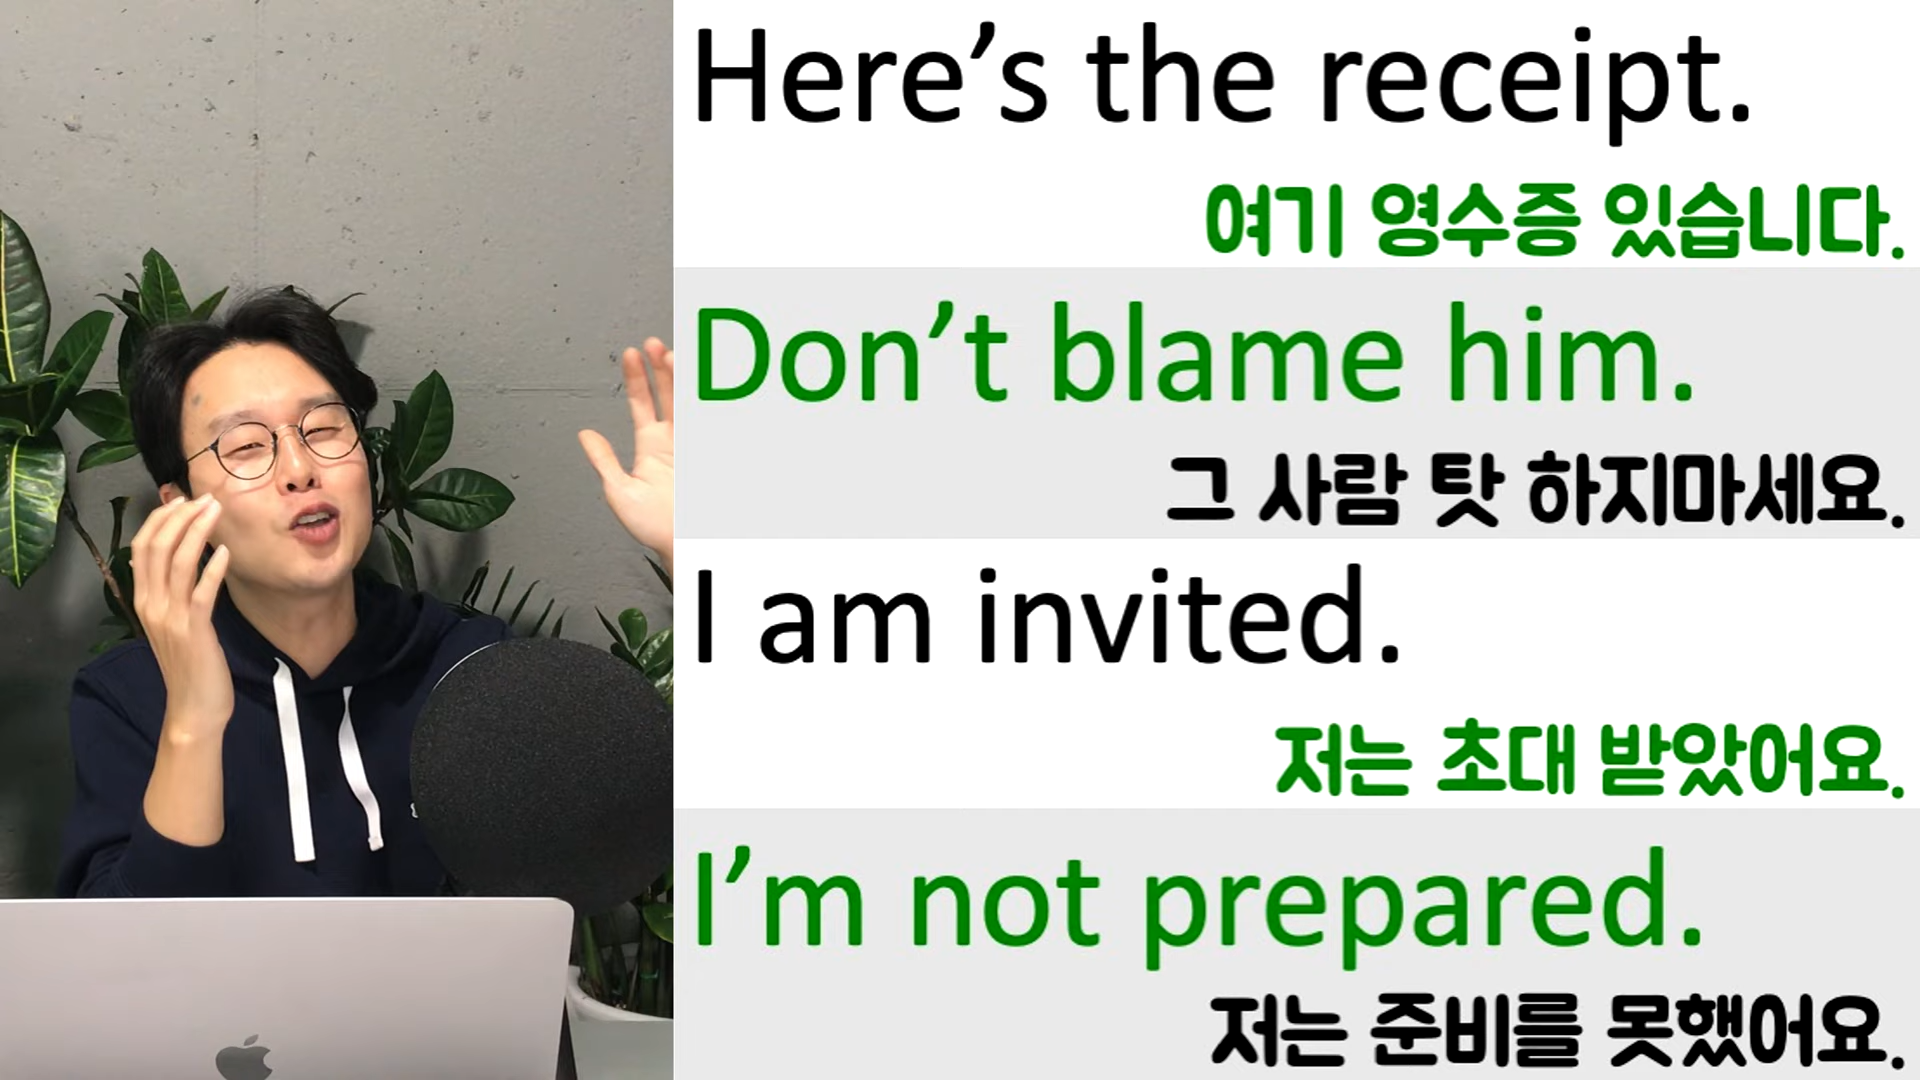 Here’s the receipt.
여기 영수증 있습니다.
Don’t blame him.
그 사람 탓 하지마세요.
I am invited.
저는 초대 받았어요.
I’m not prepared.
저는 준비를 못했어요.